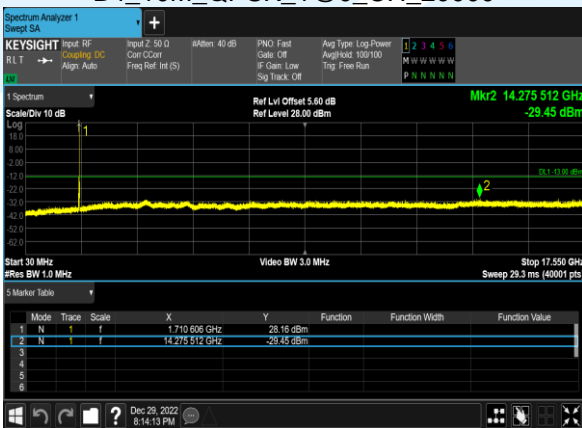 Spectrum Analyzer 1
Swept SA
+
KEYSIGHT
RLT
LW
Input: RF
Coupling: DC
Align: Auto
Input Z: 50 Ω
Corr CCorr
Freq Ref: Int (S)
#Atten: 40 dB
PNO: Fast
Gate: Off
IF Gain: Low
Sig Track: Off
Avg Type: Log-Power
Avg|Hold: 100/100
Trig: Free Run
1 2 3 4 5 6
M W W W W W
P N N N N N
1 Spectrum
Scale/Div 10 dB
Ref Lvl Offset 5.60 dB
Ref Level 28.00 dBm
Mkr2 14.275 512 GHz
-29.45 dBm
Log
18.0
8.00
-2.00
-12.0
-22.0
-32.0
-42.0
-52.0
-62.0
1
DL1 -13.00 dBm
2
Start 30 MHz
#Res BW 1.0 MHz
Video BW 3.0 MHz
Stop 17.550 GHz
Sweep 29.3 ms (40001 pts)
5 Marker Table
Mode Trace Scale X Y Function Function Width Function Value
1 N 1 f 1.710 606 GHz 28.16 dBm
2 N 1 f 14.275 512 GHz -29.45 dBm
3
4
5
6
?
Dec 29, 2022
8:14:13 PM